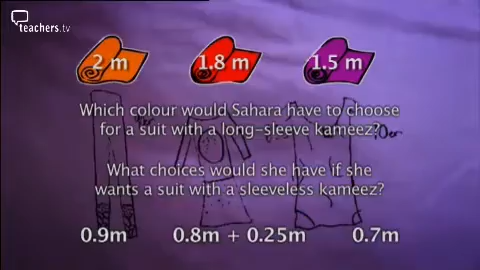 teachers.tv
2 m 1.8 m 1.5 m
Which colour would Sahara have to choose
for a suit with a long-sleeve kameez?
What choices would she have if she
wants a suit with a sleeveless kameez?
0.9m 0.8m + 0.25m 0.7m